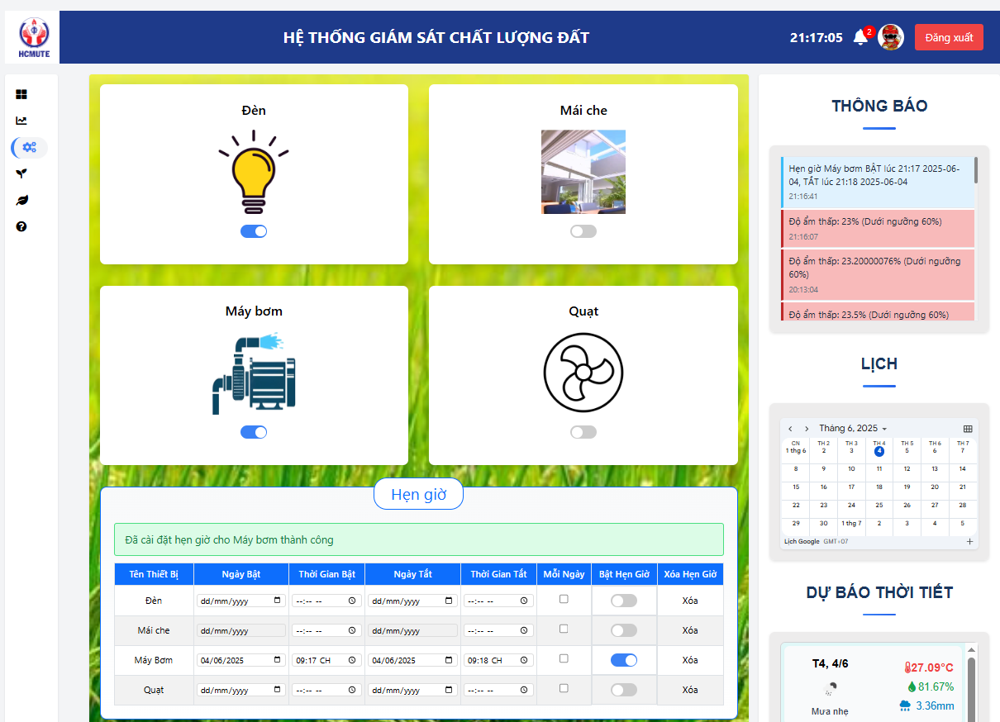 HCMUTE
HỆ THỐNG GIÁM SÁT CHẤT LƯỢNG ĐẤT
21:17:05
2
Đăng xuất
Đèn
Mái che
Máy bơm
Quạt
Hẹn giờ
Đã cài đặt hẹn giờ cho Máy bơm thành công
Tên Thiết Bị Ngày Bật Thời Gian Bật Ngày Tắt Thời Gian Tắt Mỗi Ngày Bật Hẹn Giờ Xóa Hẹn Giờ
Đèn dd/mm/yyyy --:-- -- dd/mm/yyyy --:-- -- Xóa
Mái che dd/mm/yyyy --:-- -- dd/mm/yyyy --:-- -- Xóa
Máy Bơm 04/06/2025 09:17 CH 04/06/2025 09:18 CH Xóa
Quạt dd/mm/yyyy --:-- -- dd/mm/yyyy --:-- -- Xóa
THÔNG BÁO
Hẹn giờ Máy bơm BẬT lúc 21:17 2025-06-
04, TẮT lúc 21:18 2025-06-04
21:16:41
Độ ẩm thấp: 23% (Dưới ngưỡng 60%)
21:16:07
Độ ẩm thấp: 23.20000076% (Dưới ngưỡng
60%)
20:13:04
Độ ẩm thấp: 23.5% (Dưới ngưỡng 60%)
LỊCH
Tháng 6, 2025
CN TH 2 TH 3 TH 4 TH 5 TH 6 TH 7
1 thg 6 2 3 4 5 6 7
8 9 10 11 12 13 14
15 16 17 18 19 20 21
22 23 24 25 26 27 28
29 30 1 thg 7 2 3 4 5
Lịch Google GMT+07
DỰ BÁO THỜI TIẾT
T4, 4/6
27.09°C
81.67%
3.36mm
Mưa nhẹ